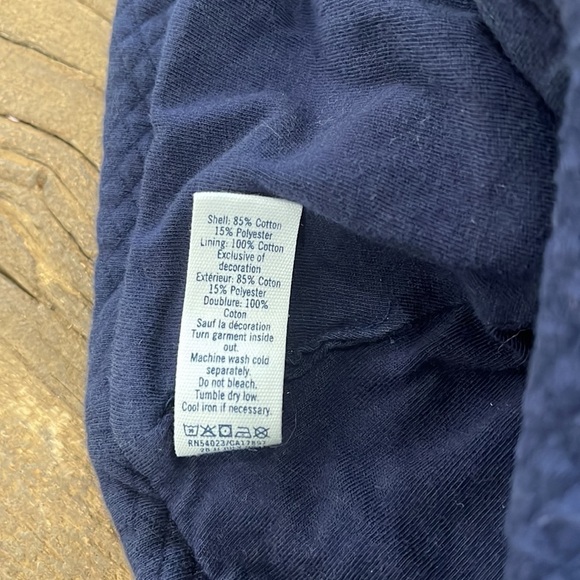 Shell: 85% Cotton
15% Polyester
Lining: 100% Cotton
Exclusive of
decoration
Extérieur: 85% Coton
15% Polyester
Doublure: 100%
Coton
Sauf la décoration
Turn garment inside
out.
Machine wash cold
separately.
Do not bleach.
Tumble dry low.
Cool iron if necessary.
RN54023/CA17897